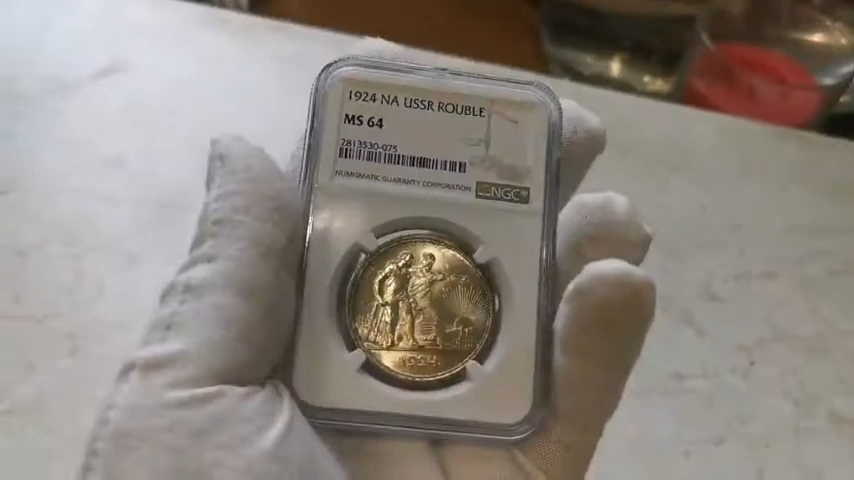 1924 NA USSR ROUBLE
MS 64
2813530-075
NUMISMATIC GUARANTY CORPORATION
NGC
1924